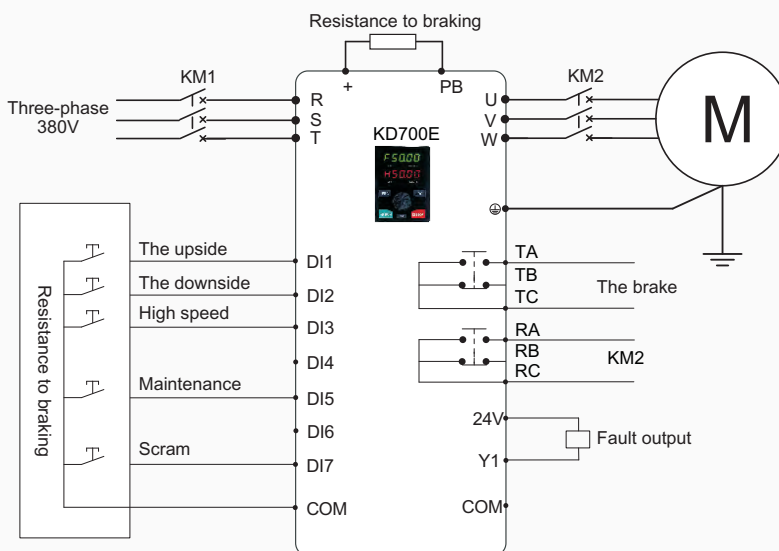 Resistance to braking
KM1
+
PB
KM2
Three-phase
380V
R
S
T
U
V
W
M
KD700E
F50.00
H50.00
The upside
DI1
The downside
DI2
High speed
DI3
DI4
Maintenance
DI5
DI6
Scram
DI7
COM
Resistance to braking
TA
TB
TC
The brake
RA
RB
RC
KM2
24V
Y1
Fault output
COM